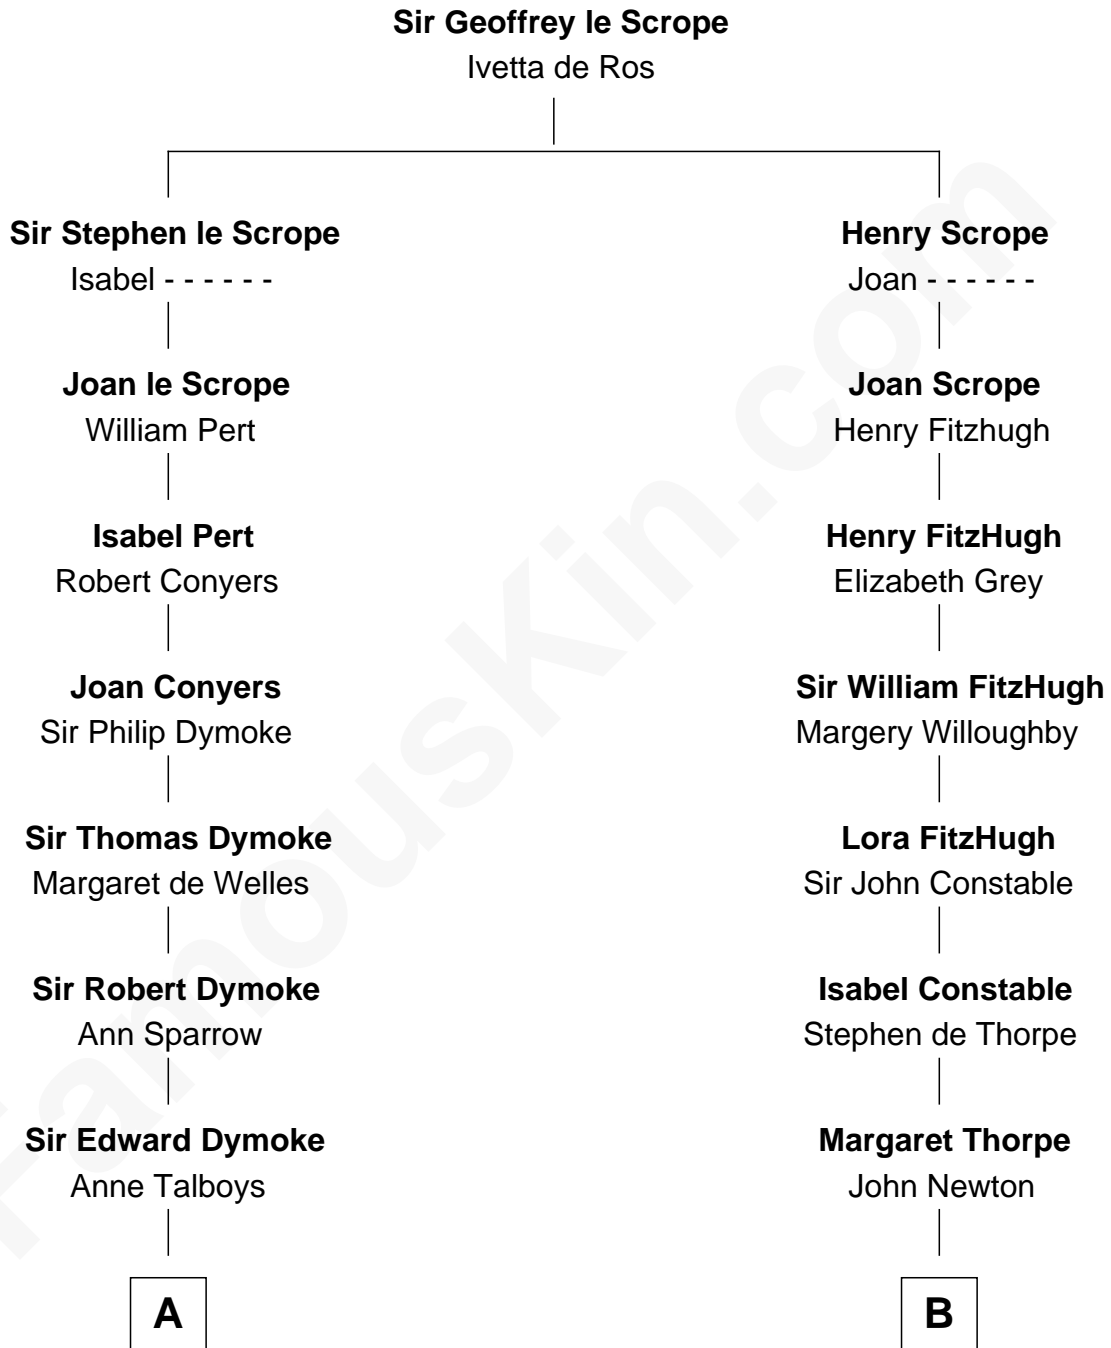 Sir Geoffrey le Scrope
Ivetta de Ros
Sir Stephen le Scrope
Isabel - - - - - -
Henry Scrope
Joan - - - - - -
Joan le Scrope
William Pert
Joan Scrope
Henry Fitzhugh
Isabel Pert
Robert Conyers
Henry FitzHugh
Elizabeth Grey
Joan Conyers
Sir Philip Dymoke
Sir William FitzHugh
Margery Willoughby
Sir Thomas Dymoke
Margaret de Welles
Lora FitzHugh
Sir John Constable
Sir Robert Dymoke
Ann Sparrow
Isabel Constable
Stephen de Thorpe
Sir Edward Dymoke
Anne Talboys
Margaret Thorpe
John Newton
A
B
FamousKin.com